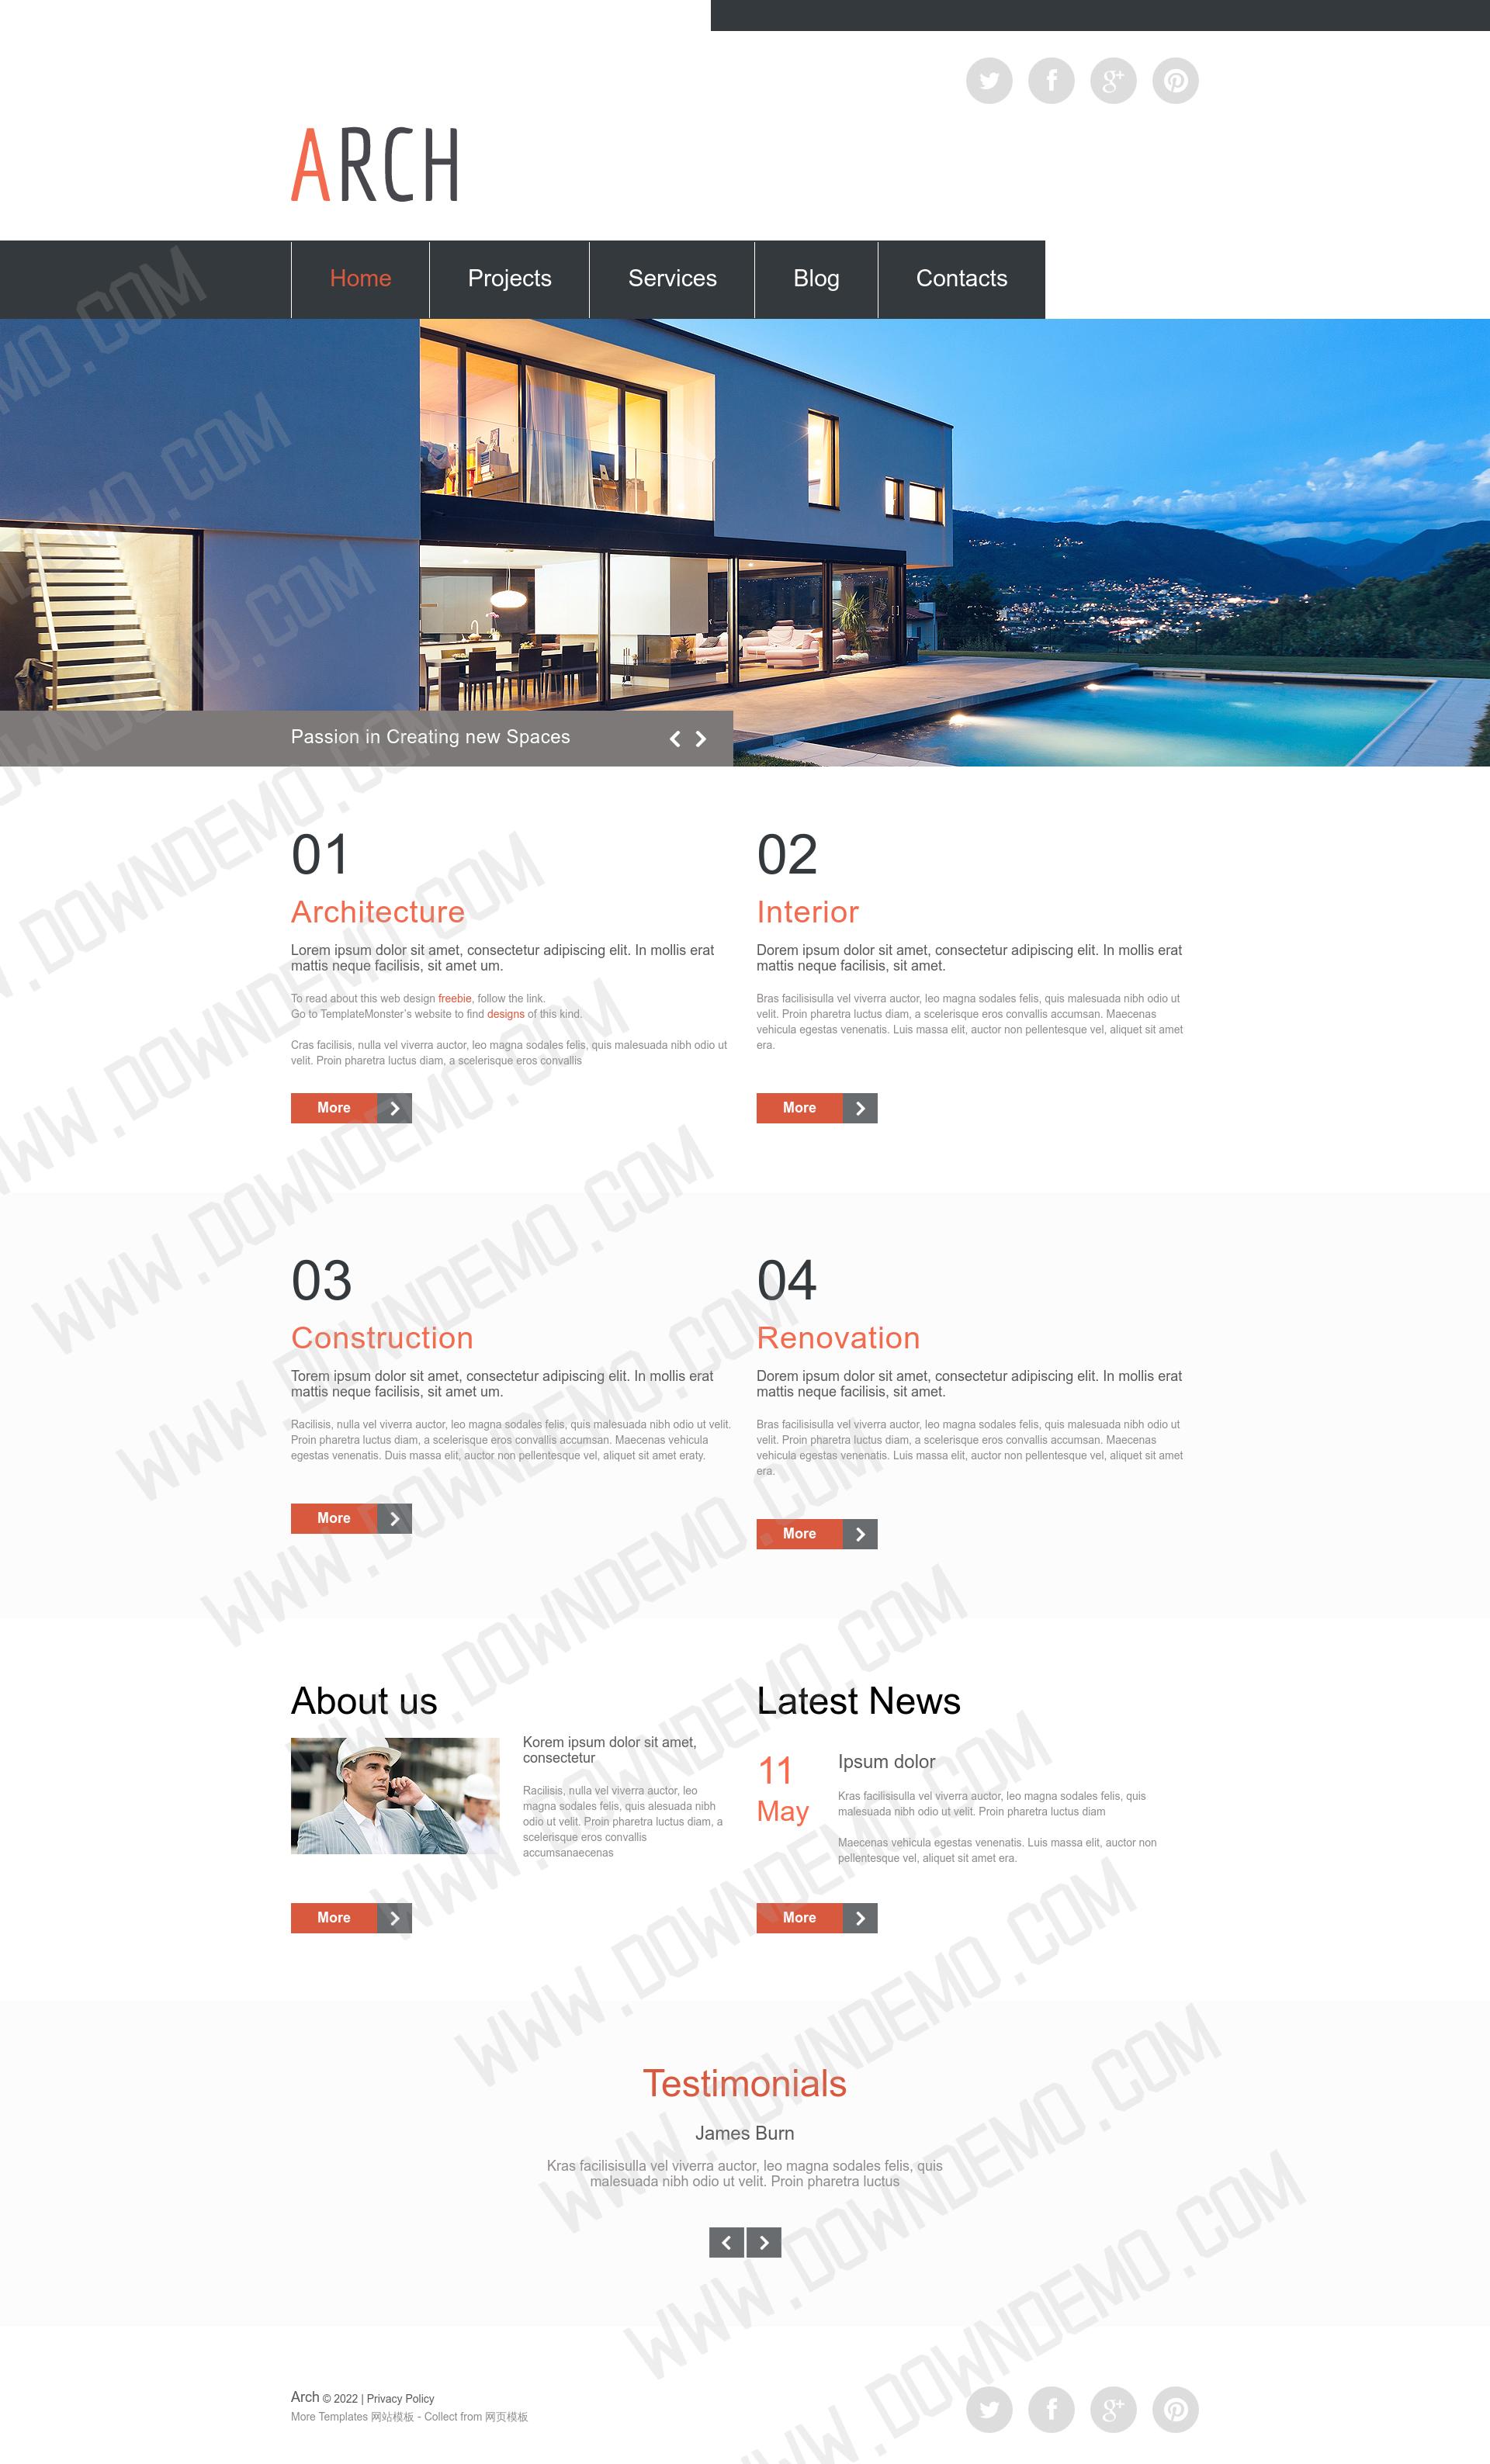 ARCH
Home
Projects
Services
Blog
Contacts
Passion in Creating new Spaces
01
Architecture
Lorem ipsum dolor sit amet, consectetur adipiscing elit. In mollis erat
mattis neque facilisis, sit amet um.
To read about this web design freebie, follow the link.
Go to TemplateMonster's website to find designs of this kind.
Cras facilisis, nulla vel viverra auctor, leo magna sodales felis, quis malesuada nibh odio ut
velit. Proin pharetra luctus diam, a scelerisque eros convallis
More
02
Interior
Dorem ipsum dolor sit amet, consectetur adipiscing elit. In mollis erat
mattis neque facilisis, sit amet.
Bras facilisisulla vel viverra auctor, leo magna sodales felis, quis malesuada nibh odio ut
velit. Proin pharetra luctus diam, a scelerisque eros convallis accumsan. Maecenas
vehicula egestas venenatis. Luis massa elit, auctor non pellentesque vel, aliquet sit amet
era.
More
03
Construction
Torem ipsum dolor sit amet, consectetur adipiscing elit. In mollis erat
mattis neque facilisis, sit amet um.
Racilisis, nulla vel viverra auctor, leo magna sodales felis, quis malesuada nibh odio ut velit.
Proin pharetra luctus diam, a scelerisque eros convallis accumsan. Maecenas vehicula
egestas venenatis. Duis massa elit, auctor non pellentesque vel, aliquet sit amet eraty.
More
04
Renovation
Dorem ipsum dolor sit amet, consectetur adipiscing elit. In mollis erat
mattis neque facilisis, sit amet.
Bras facilisisulla vel viverra auctor, leo magna sodales felis, quis malesuada nibh odio ut
velit. Proin pharetra luctus diam, a scelerisque eros convallis accumsan. Maecenas
vehicula egestas venenatis. Luis massa elit, auctor non pellentesque vel, aliquet sit amet
era.
More
About us
Korem ipsum dolor sit amet,
consectetur
Racilisis, nulla vel viverra auctor, leo
magna sodales felis, quis alesuada nibh
odio ut velit. Proin pharetra luctus diam, a
scelerisque eros convallis
accumsanaecenas
More
Latest News
11
May
Ipsum dolor
Kras facilisisulla vel viverra auctor, leo magna sodales felis, quis
malesuada nibh odio ut velit. Proin pharetra luctus diam
Maecenas vehicula egestas venenatis. Luis massa elit, auctor non
pellentesque vel, aliquet sit amet era.
More
Testimonials
James Burn
Kras facilisisulla vel viverra auctor, leo magna sodales felis, quis
malesuada nibh odio ut velit. Proin pharetra luctus
Arch © 2022 | Privacy Policy
More Templates 网站模板 - Collect from 网页模板
WWW.DOWNDEMO.COM